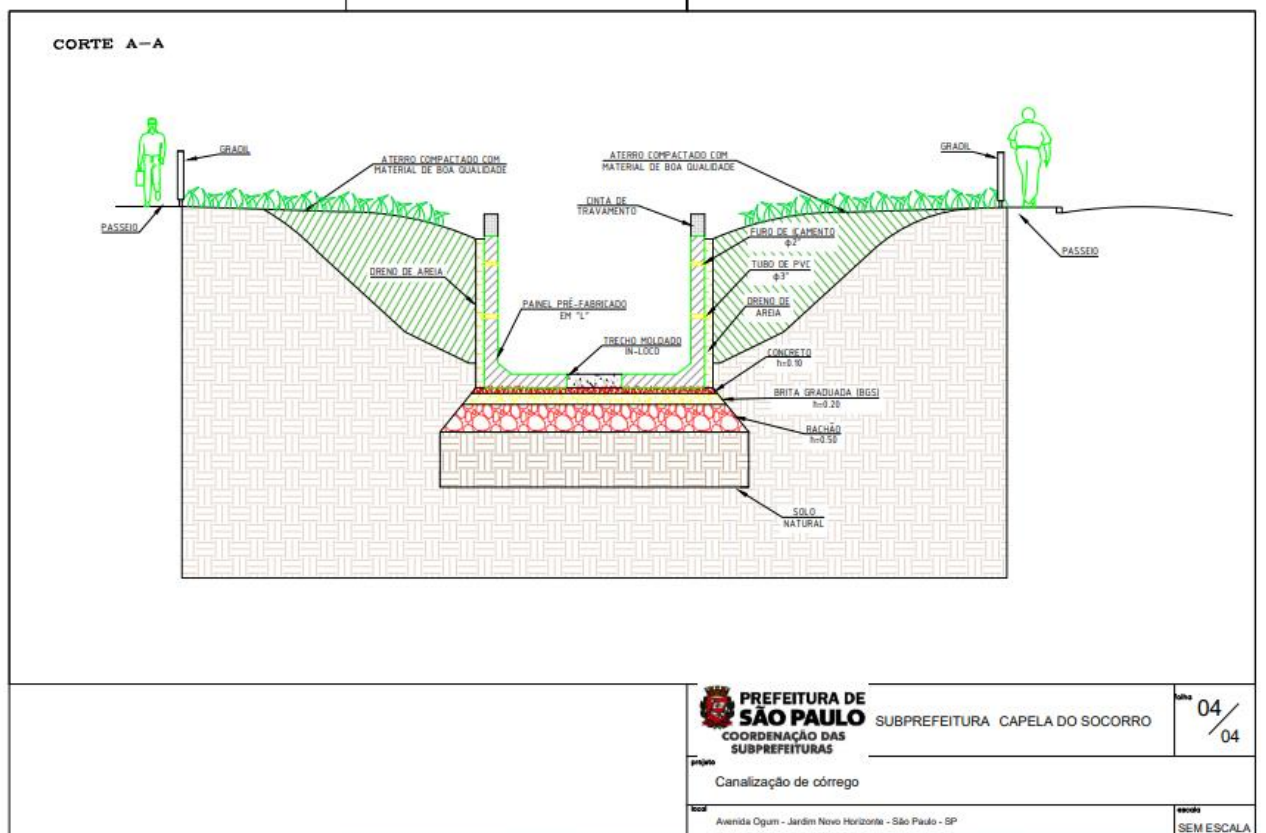 CORTE A-A
GRADIL
ATERRO COMPACTADO COM
MATERIAL DE BOA QUALIDADE
ATERRO COMPACTADO COM
MATERIAL DE BOA QUALIDADE
GRADIL
PASSEIO
CINTA DE
TRAVAMENTO
FURO DE IÇAMENTO
ϕ2"
PASSEIO
DRENO DE AREIA
TUBO DE PVC
ϕ3"
PAINEL PRÉ-FABRICADO
EM "L"
DRENO DE
AREIA
TRECHO MOLDADO
IN-LOCO
CONCRETO
h=0.10
BRITA GRADUADA (BGS)
h=0.20
RACHÃO
h=0.50
SOLO
NATURAL
PREFEITURA DE
SÃO PAULO
COORDENAÇÃO DAS
SUBPREFEITURAS
SUBPREFEITURA CAPELA DO SOCORRO
folha
04/04
projeto
Canalização de córrego
local
Avenida Ogum - Jardim Novo Horizonte - São Paulo - SP
escala
SEM ESCALA